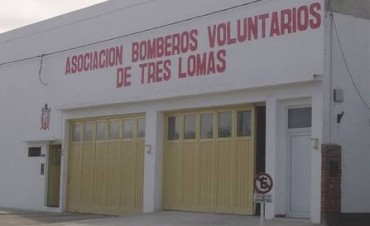 ASOCIACION BOMBEROS VOLUNTARIOS
DE TRES LOMAS